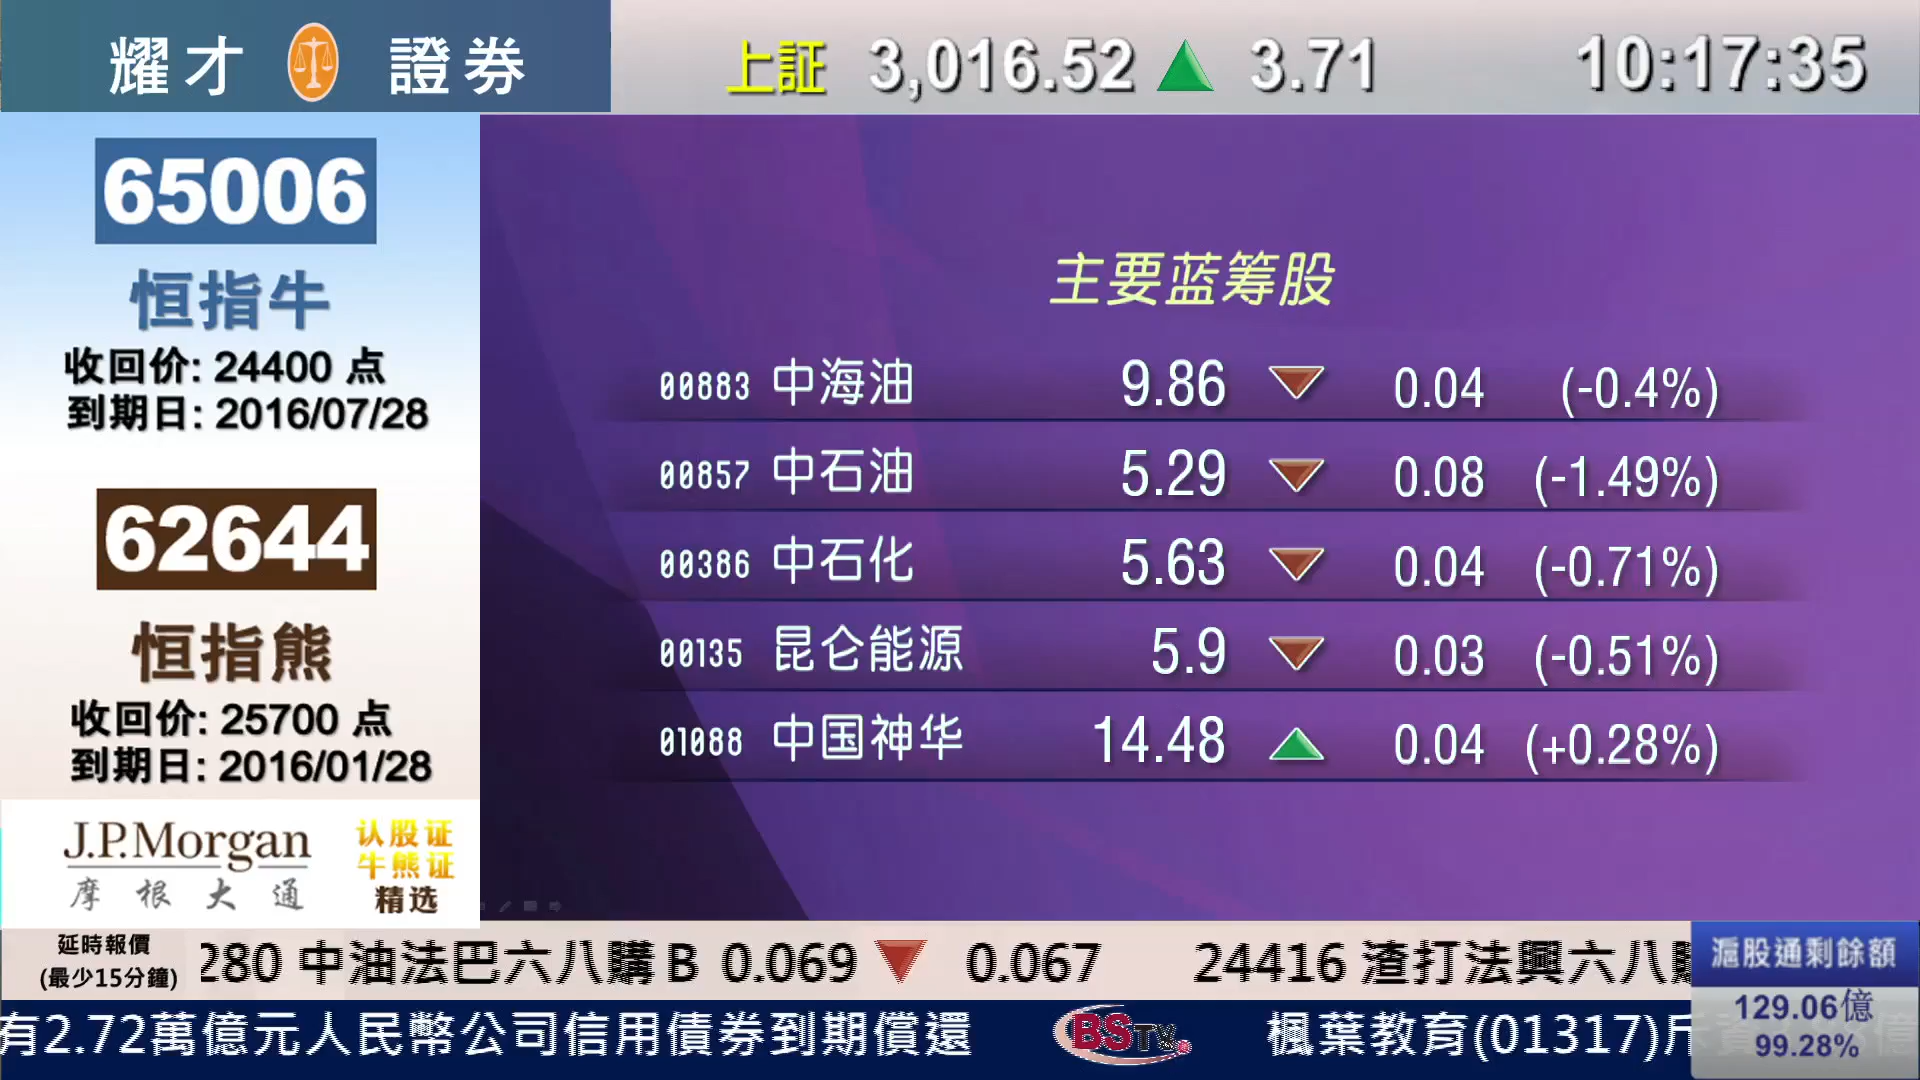 耀才 證券
上証 3,016.52 ▲ 3.71
10:17:35
65006
恒指牛
收回价: 24400 点
到期日: 2016/07/28
62644
恒指熊
收回价: 25700 点
到期日: 2016/01/28
J.P.Morgan
摩根大通
认股证
牛熊证
精选
主要蓝筹股
00883 中海油 9.86 ▼ 0.04 (-0.4%)
00857 中石油 5.29 ▼ 0.08 (-1.49%)
00386 中石化 5.63 ▼ 0.04 (-0.71%)
00135 昆仑能源 5.9 ▼ 0.03 (-0.51%)
01088 中国神华 14.48 ▲ 0.04 (+0.28%)
延時報價
(最少15分鐘)
280 中油法巴六八購B 0.069 ▼ 0.067 24416 渣打法興六八購
滬股通剩餘額
129.06億
99.28%
有2.72萬億元人民幣公司信用債券到期償還 BSTV 楓葉教育(01317)斥